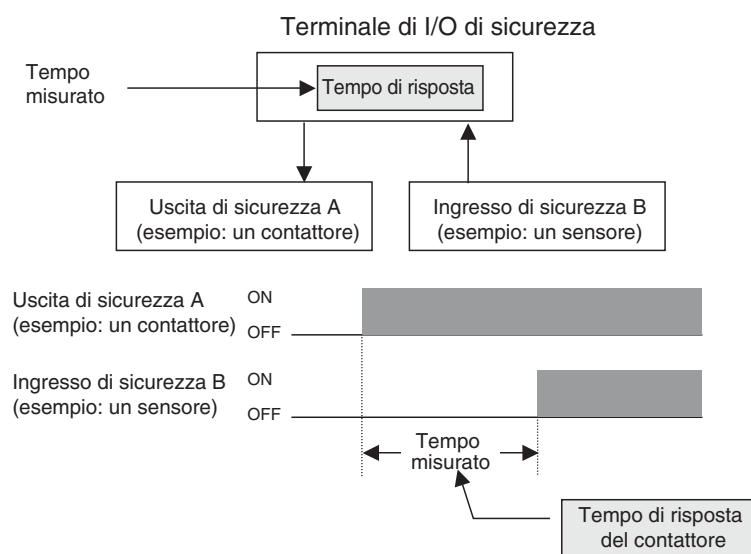 Terminale di I/O di sicurezza
Tempo
misurato
Tempo di risposta
Uscita di sicurezza A
(esempio: un contattore)
Ingresso di sicurezza B
(esempio: un sensore)
Uscita di sicurezza A
(esempio: un contattore)
ON
OFF
Ingresso di sicurezza B
(esempio: un sensore)
ON
OFF
Tempo
misurato
Tempo di risposta
del contattore